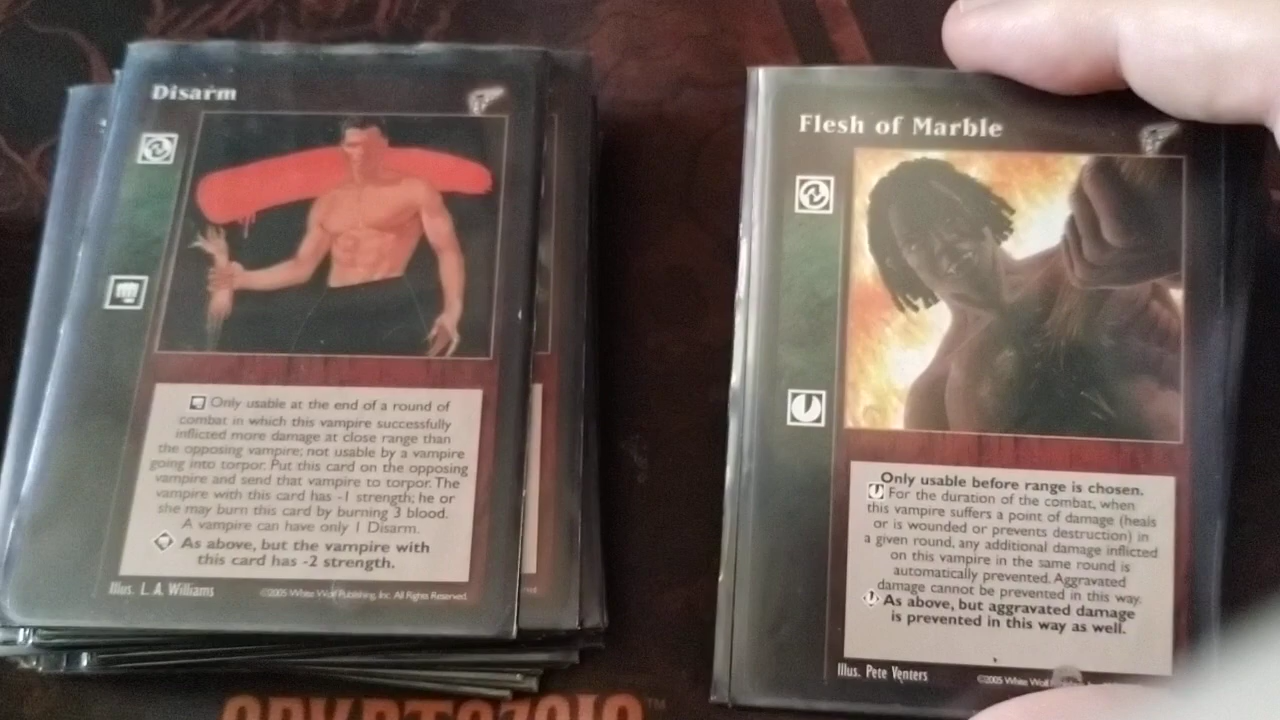 Disarm
Only usable at the end of a round of
combat in which this vampire successfully
inflicted more damage at close range than
the opposing vampire; not usable by a vampire
going into torpor. Put this card on the opposing
vampire and send that vampire to torpor. The
vampire with this card has -1 strength; he or
she may burn this card by burning 3 blood.
A vampire can have only 1 Disarm.
As above, but the vampire with
this card has -2 strength.
Illus. L. A. Williams
©2005 White Wolf Publishing, Inc. All Rights Reserved.
Flesh of Marble
Only usable before range is chosen.
For the duration of the combat, when
this vampire suffers a point of damage (heals
or is wounded or prevents destruction) in
a given round, any additional damage inflicted
on this vampire in the same round is
automatically prevented. Aggravated
damage cannot be prevented in this way.
As above, but aggravated damage
is prevented in this way as well.
Illus. Pete Venters
©2005 White Wolf